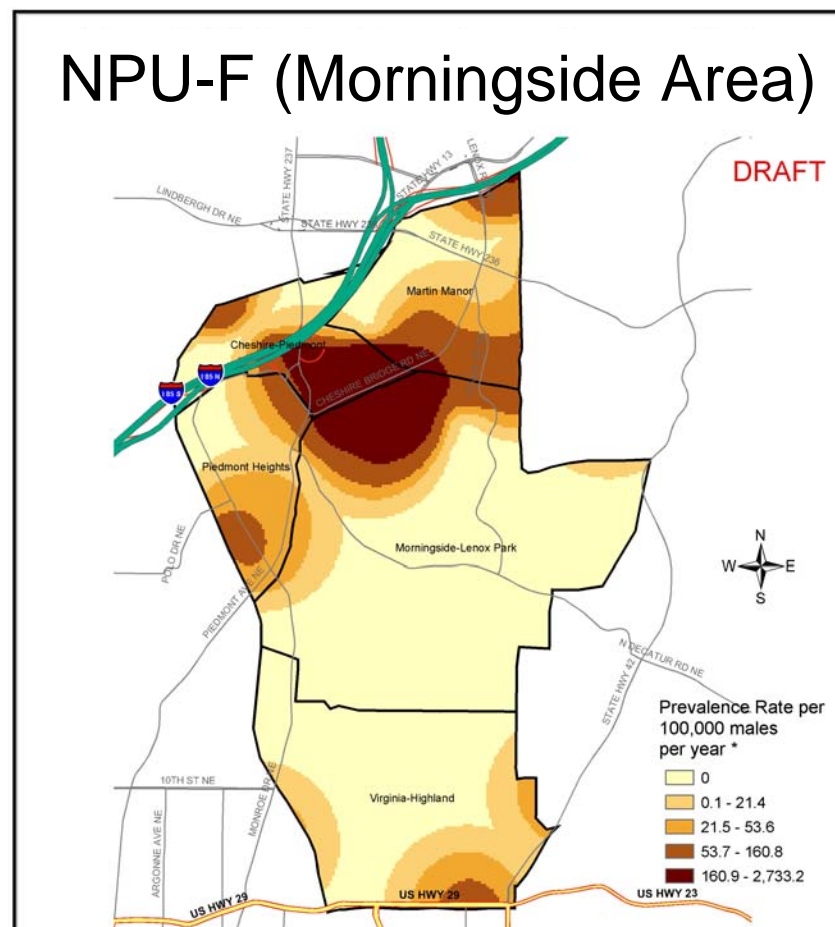 NPU-F (Morningside Area)
DRAFT
STATE HWY 237
STATE HWY 13
LINDBERGH DR NE
STATE HWY 236
Martin Manor
Cheshire-Piedmont
I 85 N
I 85 S
CHESHIRE BRIDGE RD NE
Piedmont Heights
Morningside-Lenox Park
POLO DR NE
PIEDMONT AVE NE
N
W
E
S
N DECATUR RD NE
STATE HWY 42
Prevalence Rate per
100,000 males
per year *
0
0.1 - 21.4
21.5 - 53.6
53.7 - 160.8
160.9 - 2,733.2
10TH ST NE
MONROE DR NE
Virginia-Highland
ARGONNE AVE NE
US HWY 29
US HWY 29
US HWY 23